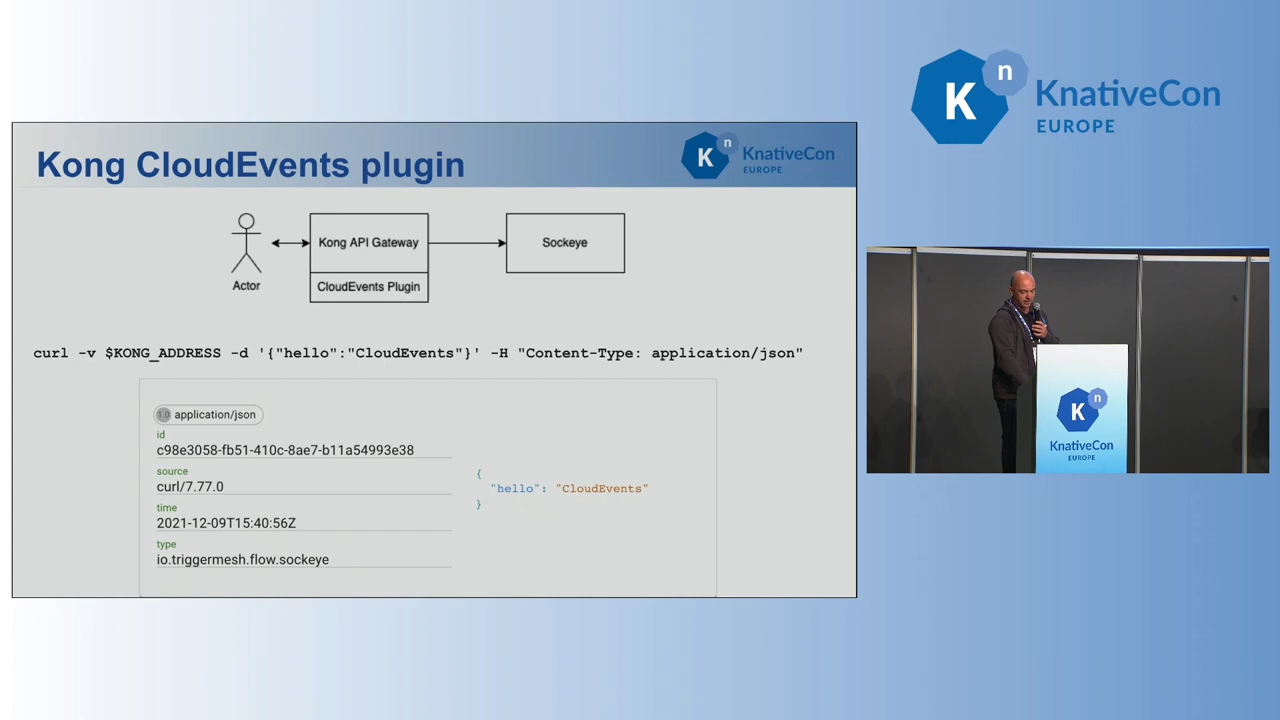 K n
KnativeCon
EUROPE
Kong CloudEvents plugin
K n
KnativeCon
EUROPE
Kong API Gateway
Sockeye
Actor
CloudEvents Plugin
curl -v $KONG_ADDRESS -d '{"hello":"CloudEvents"}' -H "Content-Type: application/json"
1.0 application/json
id
c98e3058-fb51-410c-8ae7-b11a54993e38
source
curl/7.77.0
time
2021-12-09T15:40:56Z
type
io.triggermesh.flow.sockeye
{
"hello": "CloudEvents"
}
K n
KnativeCon
EUROPE